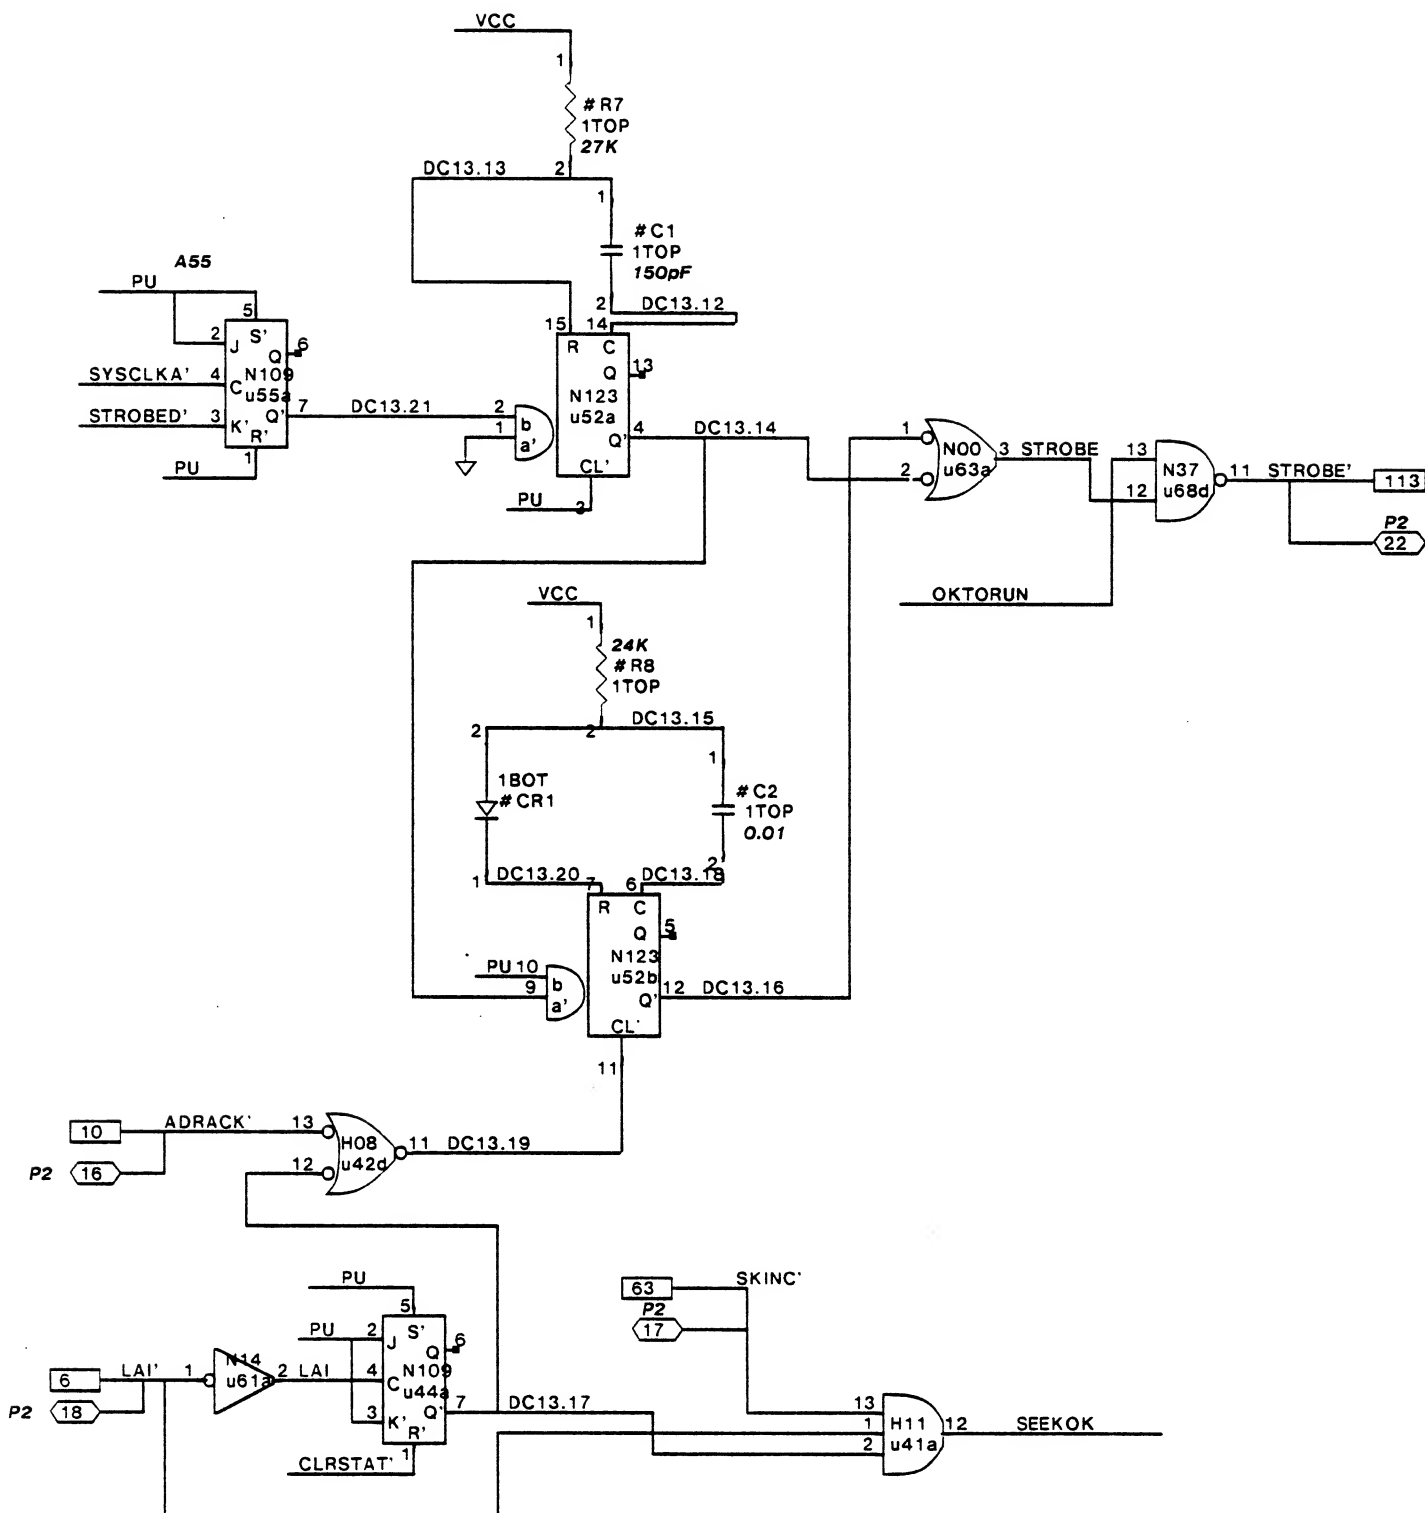 VCC
1
#R7
1TOP
27K
DC13.13
2
1
#C1
1TOP
150pF
2
DC13.12
A55
PU
5
15
14
2
J
S'
Q
6
R
C
Q
13
SYSCLKA'
4
C
N109
u55a
N123
u52a
STROBED'
3
K'
Q'
7
DC13.21
2
b
R'
1
1
a'
Q'
4
DC13.14
CL'
PU
PU
3
1
2
N00
u63a
3
STROBE
13
12
N37
u68d
11
STROBE'
113
P2
22
OKTORUN
VCC
1
24K
#R8
1TOP
2
2
DC13.15
1
1BOT
#CR1
#C2
1TOP
0.01
2
1
DC13.20
7
6
DC13.18
R
C
Q
5
N123
u52b
PU
10
b
9
a'
Q'
12
DC13.16
CL'
11
10
ADRACK'
13
H08
u42d
11
DC13.19
12
P2
16
PU
5
63
SKINC'
P2
17
PU
2
J
S'
Q
6
6
LAI'
1
N14
u61a
2
LAI
4
C
N109
u44a
P2
18
3
K'
Q'
7
DC13.17
R'
1
CLRSTAT'
13
1
2
H11
u41a
12
SEEKOK